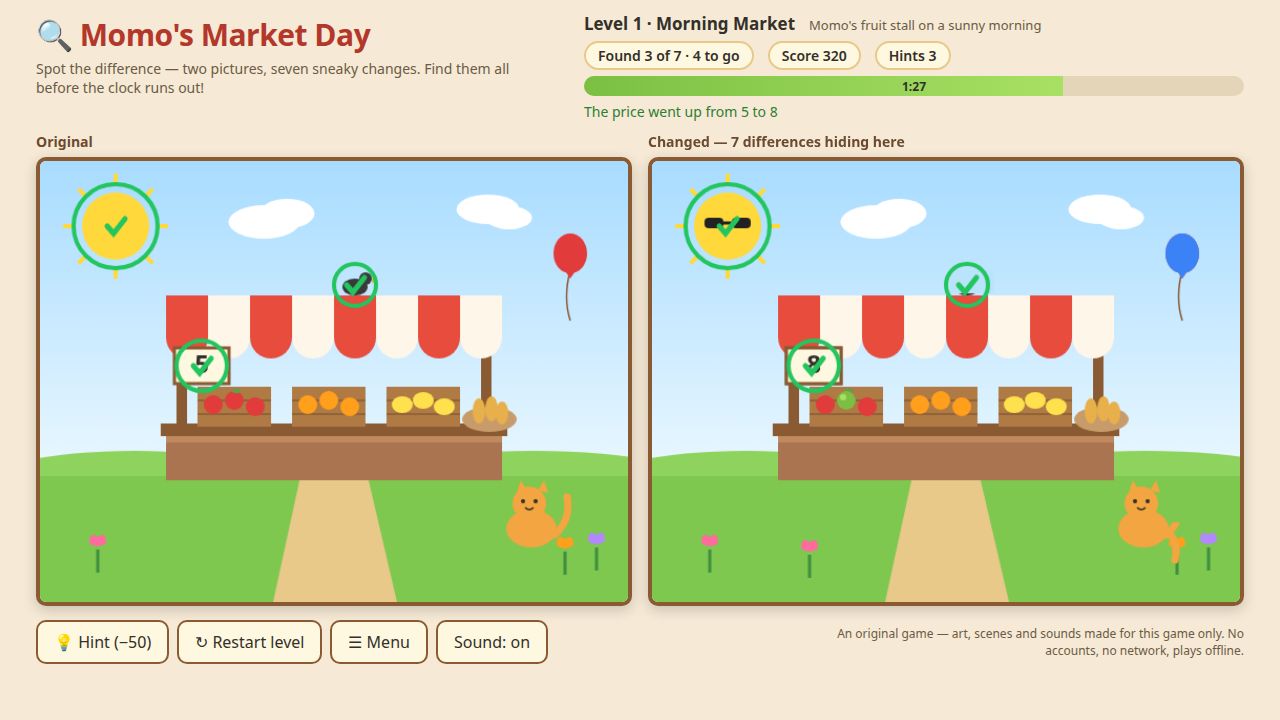 🔍 Momo's Market Day
Spot the difference — two pictures, seven sneaky changes. Find them all
before the clock runs out!
Level 1 · Morning Market Momo's fruit stall on a sunny morning
Found 3 of 7 · 4 to go Score 320 Hints 3
1:27
The price went up from 5 to 8
Original
Changed — 7 differences hiding here
5
8
💡 Hint (−50) ↻ Restart level ☰ Menu Sound: on
An original game — art, scenes and sounds made for this game only. No
accounts, no network, plays offline.